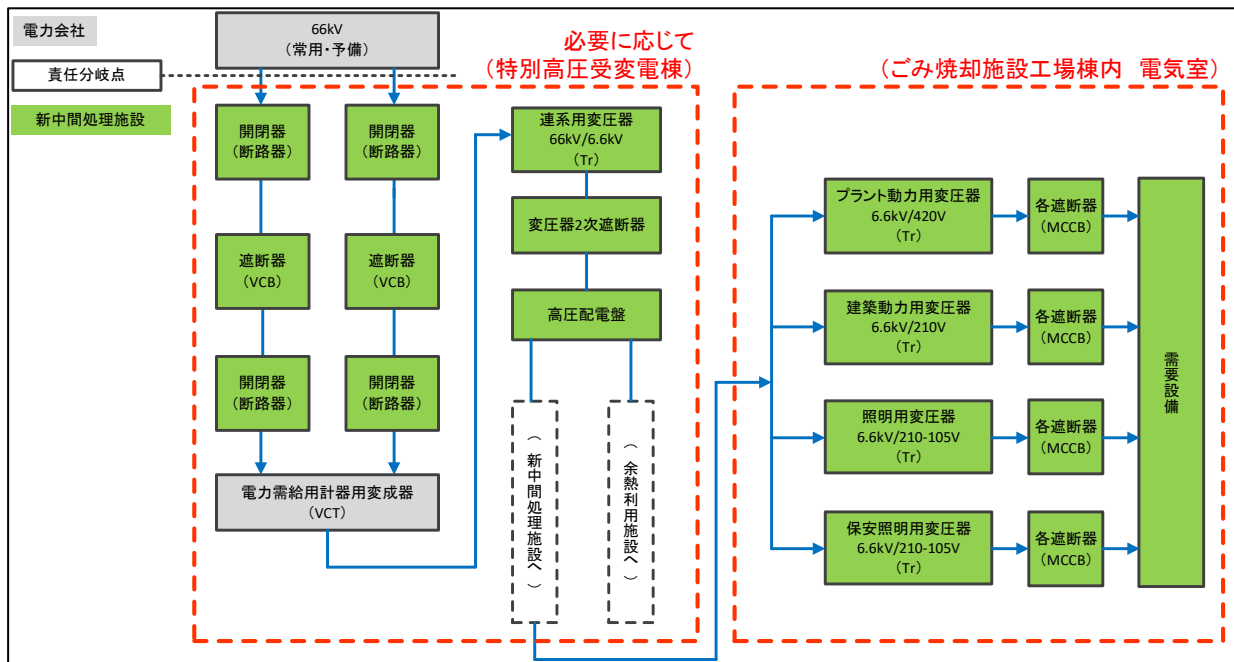 電力会社
責任分岐点
新中間処理施設
66kV
(常用・予備)
必要に応じて
(特別高圧受変電棟)
(ごみ焼却施設工場棟内 電気室)
開閉器
(断路器)
開閉器
(断路器)
遮断器
(VCB)
遮断器
(VCB)
開閉器
(断路器)
開閉器
(断路器)
電力需給用計器用変成器
(VCT)
連系用変圧器
66kV/6.6kV
(Tr)
変圧器2次遮断器
高圧配電盤
(新中間処理施設へ)
(余熱利用施設へ)
プラント動力用変圧器
6.6kV/420V
(Tr)
各遮断器
(MCCB)
建築動力用変圧器
6.6kV/210V
(Tr)
各遮断器
(MCCB)
照明用変圧器
6.6kV/210-105V
(Tr)
各遮断器
(MCCB)
保安照明用変圧器
6.6kV/210-105V
(Tr)
各遮断器
(MCCB)
需要設備